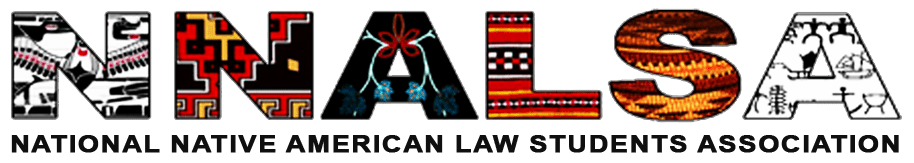 NNALSA
NATIONAL NATIVE AMERICAN LAW STUDENTS ASSOCIATION